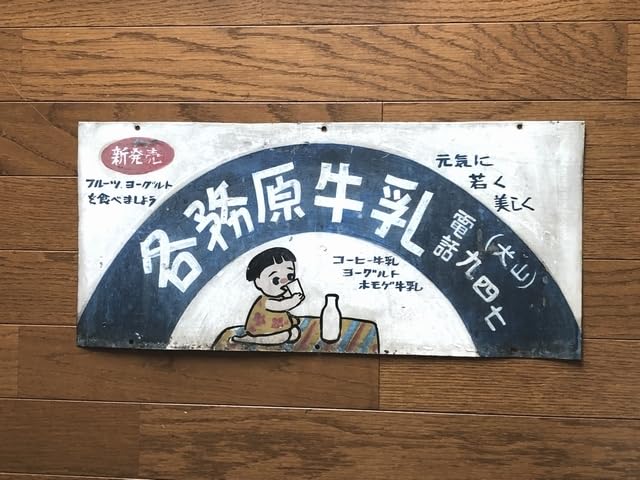 新発売
フルーツ、ヨーグルト
を食べましよう
元気に
若く
美しく
各務原牛乳
(犬山)
電話九四七
コーヒー牛乳
ヨーグルト
ホモゲ牛乳